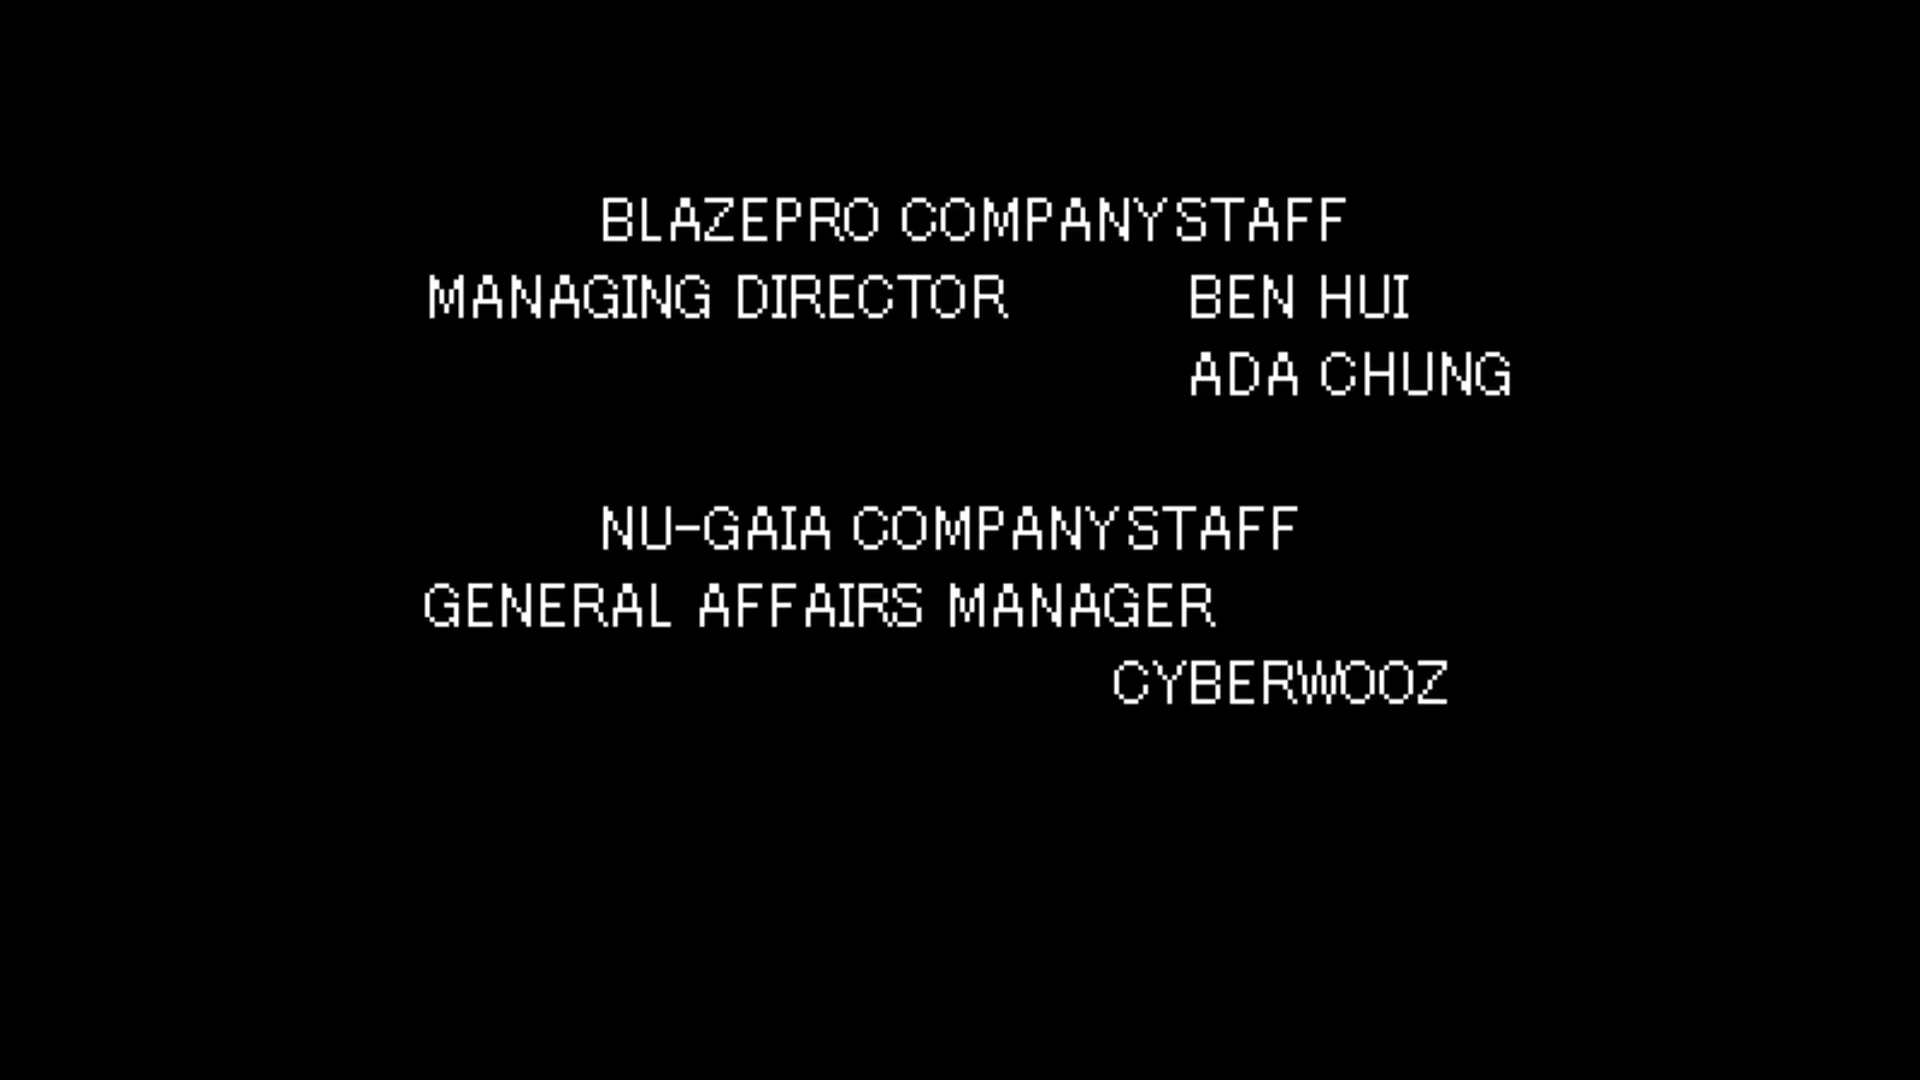 BLAZEPRO COMPANYSTAFF
MANAGING DIRECTOR BEN HUI
ADA CHUNG
NU-GAIA COMPANYSTAFF
GENERAL AFFAIRS MANAGER
CYBERWOOZ